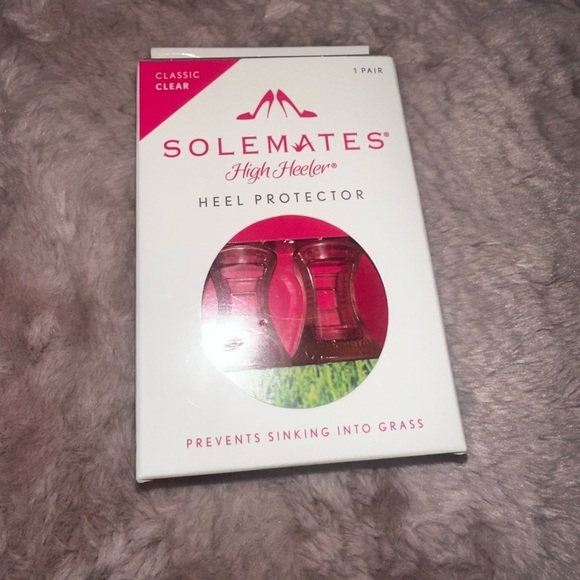 CLASSIC
CLEAR
1 PAIR
SOLEMATES®
High Heeler®
HEEL PROTECTOR
PREVENTS SINKING INTO GRASS